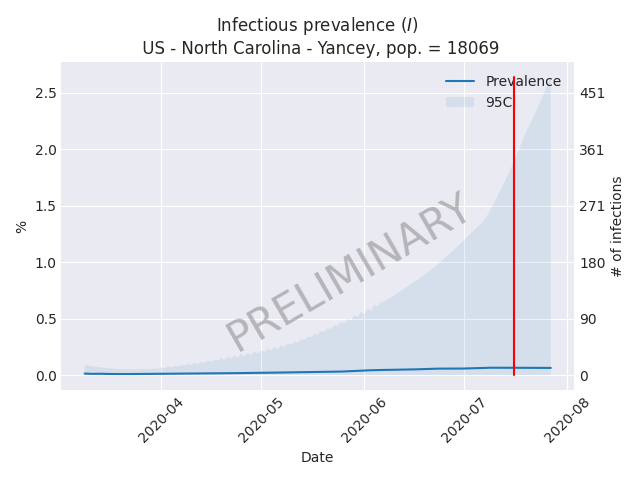 Infectious prevalence (I)
US - North Carolina - Yancey, pop. = 18069
Prevalence
95C
2.5
2.0
1.5
1.0
0.5
0.0
%
451
361
271
180
90
0
# of infections
PRELIMINARY
2020-04
2020-05
2020-06
2020-07
2020-08
Date